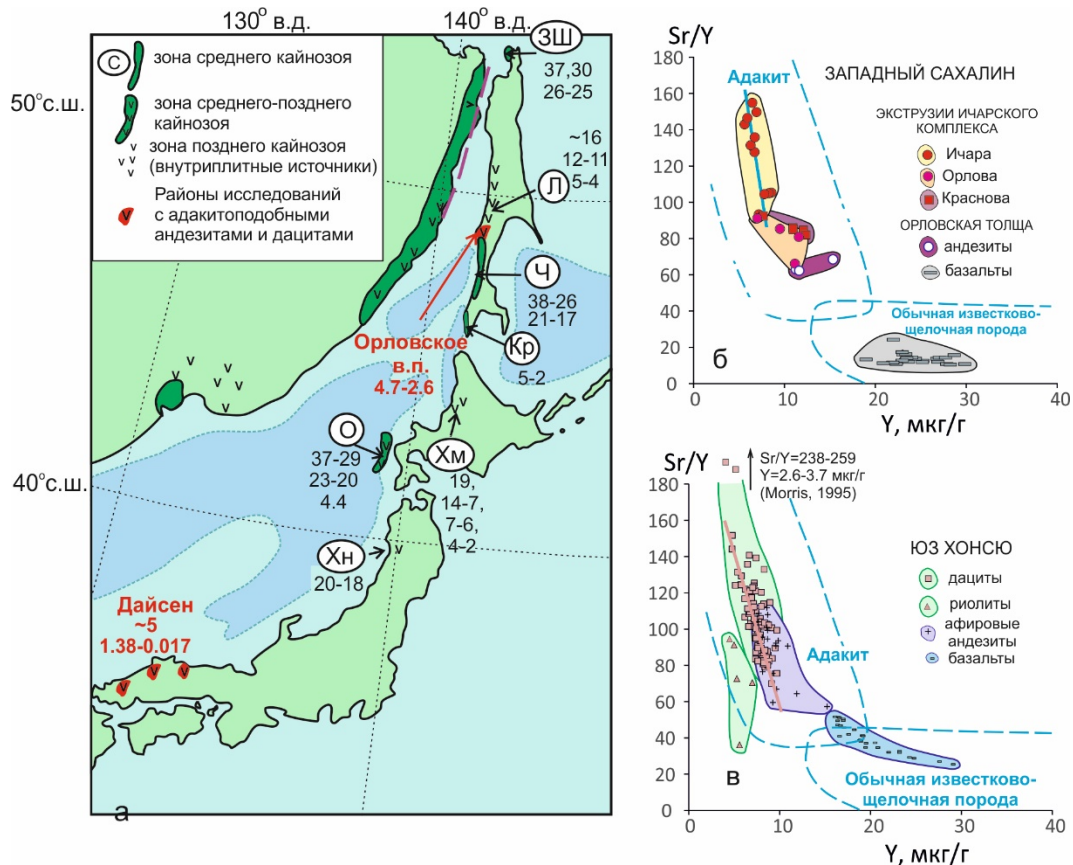 130° в.д.
140° в.д.
50°с.ш.
40°с.ш.
С
зона среднего кайнозоя
зона среднего-позднего
кайнозоя
зона позднего кайнозоя
(внутриплитные источники)
Районы исследований
с адакитоподобными
андезитами и дацитами
ЗШ
37,30
26-25
~16
12-11
5-4
Л
Ч
38-26
21-17
Кр
5-2
Орловское
в.п.
4.7-2.6
О
37-29
23-20
4.4
Хм
19,
14-7,
7-6,
4-2
Хн
20-18
Дайсен
~5
1.38-0.017
а
Sr/Y
180
160
140
120
100
80
60
40
20
0
Адакит
ЗАПАДНЫЙ САХАЛИН
ЭКСТРУЗИИ ИЧАРСКОГО
КОМПЛЕКСА
Ичара
Орлова
Краснова
ОРЛОВСКАЯ ТОЛЩА
андезиты
базальты
Обычная известково-
щелочная порода
б
0 10 20 30 40
Y, мкг/г
Sr/Y
Sr/Y=238-259
Y=2.6-3.7 мкг/г
(Morris, 1995)
180
160
140
120
100
80
60
40
20
0
ЮЗ ХОНСЮ
дациты
риолиты
афировые
андезиты
базальты
Адакит
Обычная известково-
щелочная порода
в
0 10 20 30 40
Y, мкг/г